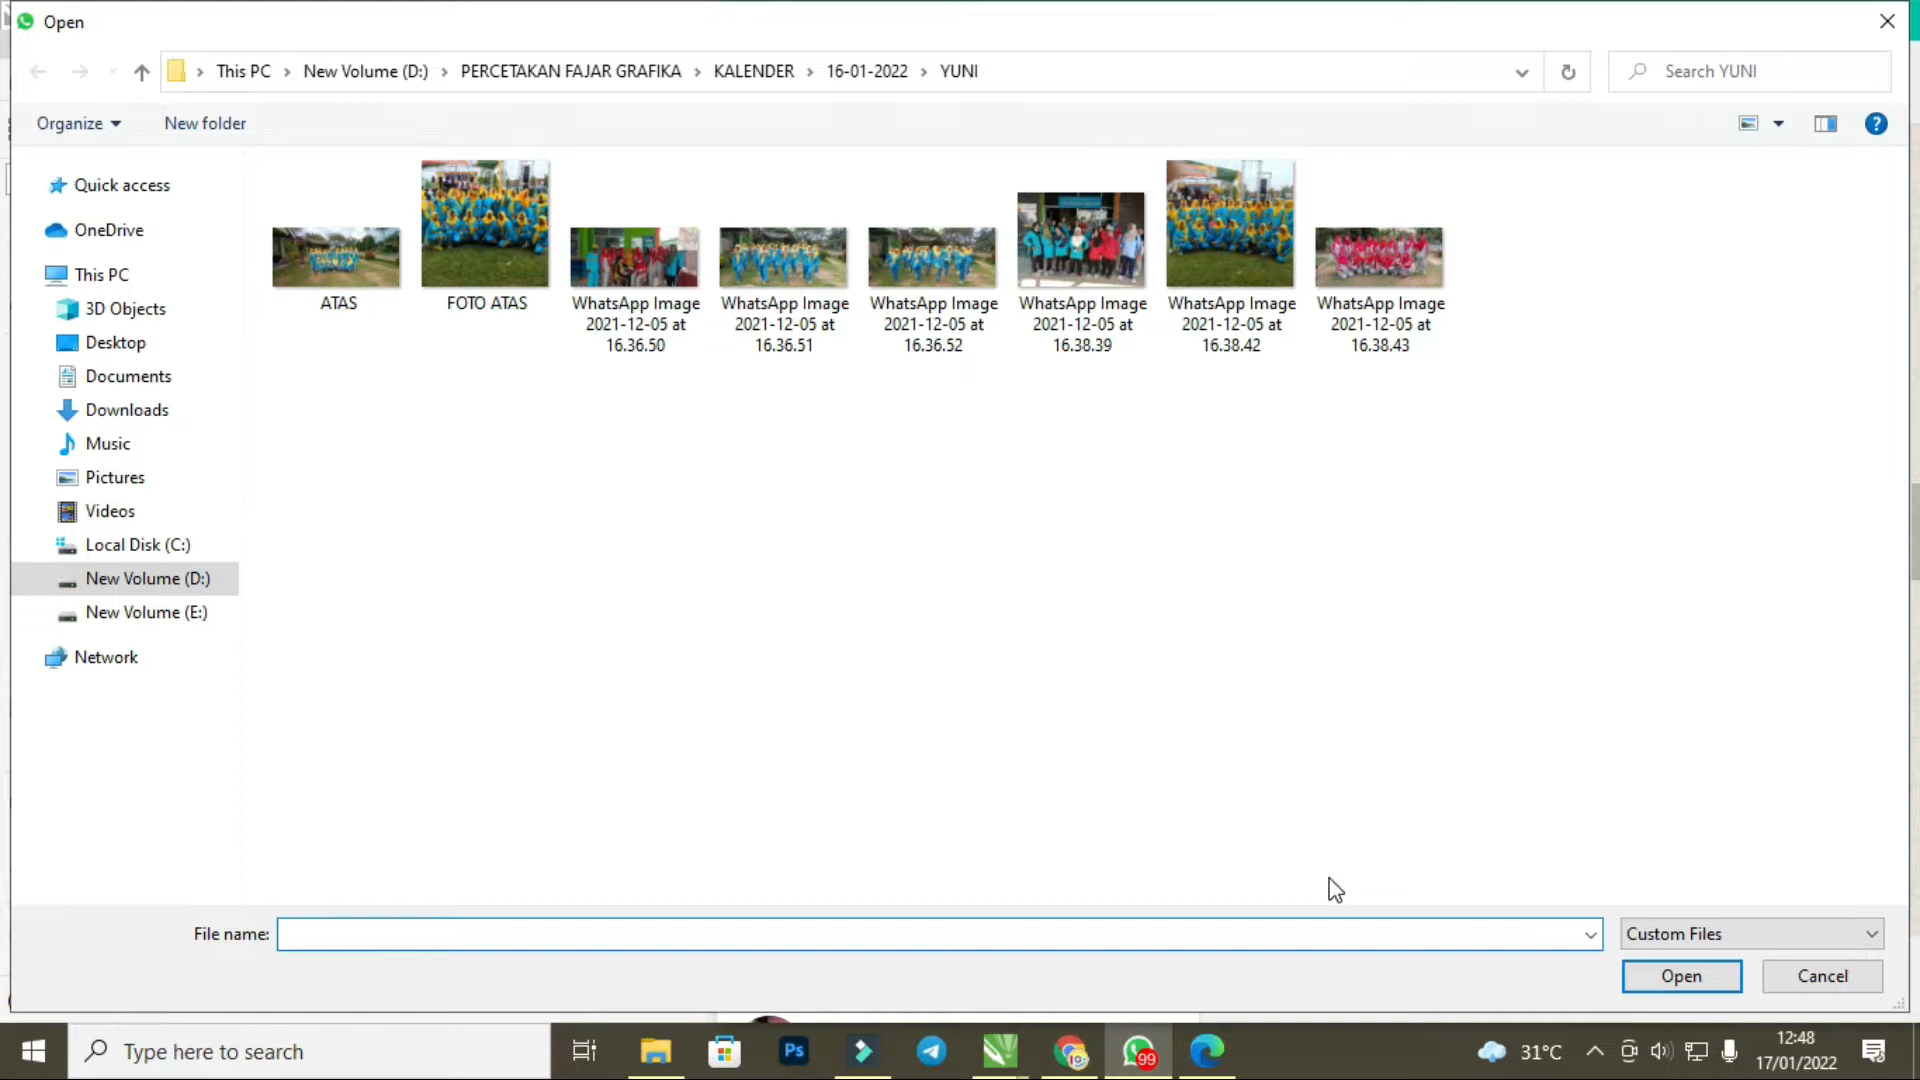 Open
This PC
New Volume (D:)
PERCETAKAN FAJAR GRAFIKA
KALENDER
16-01-2022
YUNI
Search YUNI
Organize
New folder
Quick access
OneDrive
This PC
3D Objects
Desktop
Documents
Downloads
Music
Pictures
Videos
Local Disk (C:)
New Volume (D:)
New Volume (E:)
Network
ATAS
FOTO ATAS
WhatsApp Image
2021-12-05 at
16.36.50
WhatsApp Image
2021-12-05 at
16.36.51
WhatsApp Image
2021-12-05 at
16.36.52
WhatsApp Image
2021-12-05 at
16.38.39
WhatsApp Image
2021-12-05 at
16.38.42
WhatsApp Image
2021-12-05 at
16.38.43
File name:
Custom Files
Open
Cancel
Type here to search
Ps
99
31°C
12:48
17/01/2022